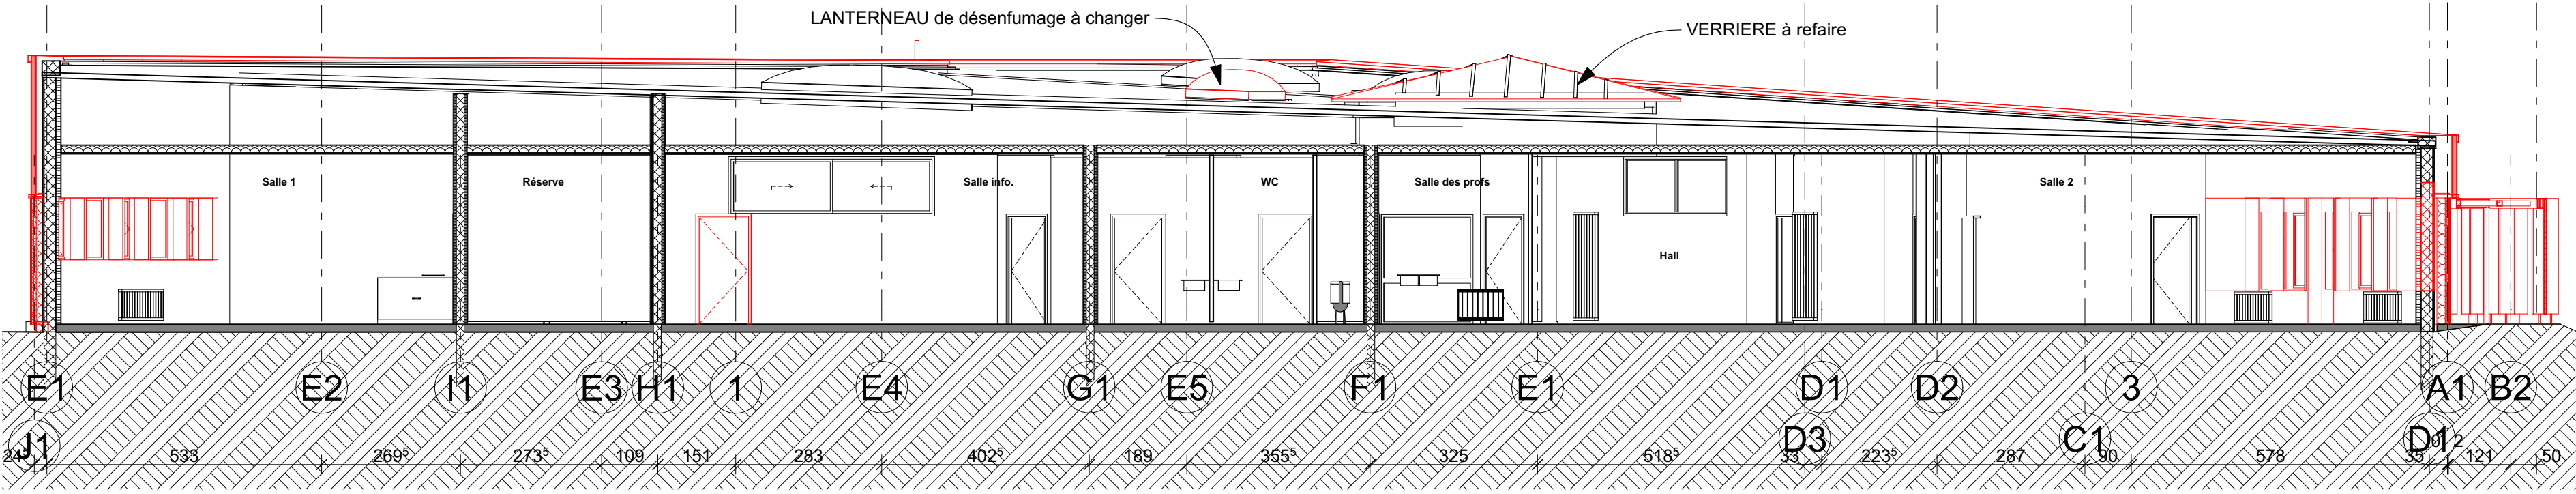 LANTERNEAU de désenfumage à changer
VERRIERE à refaire
Salle 1
Réserve
Salle info.
WC
Salle des profs
Hall
Salle 2
E1 E2 I1 E3 H1 1 E4 G1 E5 F1 E1 D1 D2 3 A1 B2
J1 D3 C1 D1
533 269⁵ 273⁵ 109 151 283 402⁵ 189 355⁵ 325 518⁵ 33 223⁵ 287 90 578 35 121 50